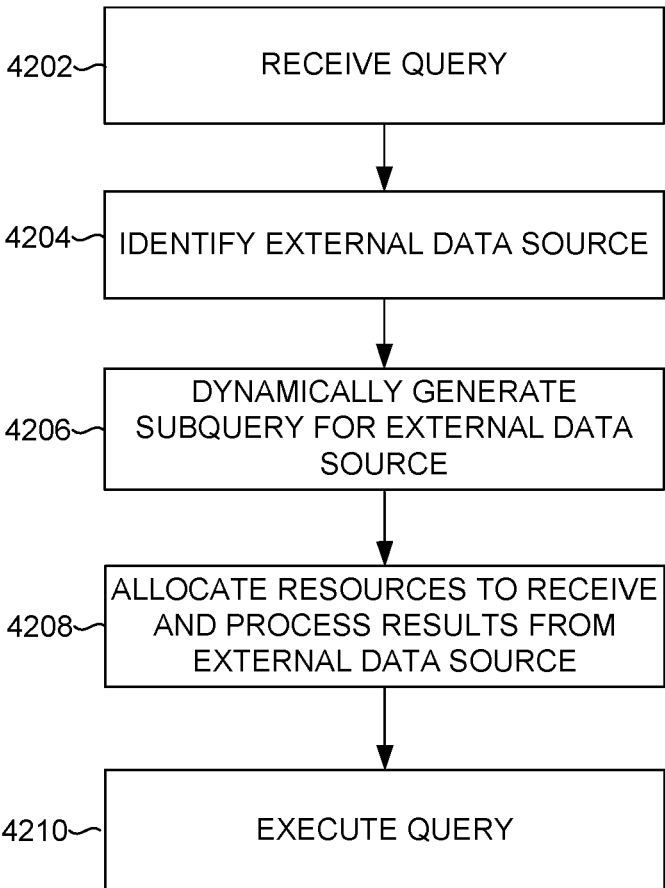 4202
RECEIVE QUERY
4204
IDENTIFY EXTERNAL DATA SOURCE
DYNAMICALLY GENERATE
4206
SUBQUERY FOR EXTERNAL DATA
SOURCE
ALLOCATE RESOURCES TO RECEIVE
4208
AND PROCESS RESULTS FROM
EXTERNAL DATA SOURCE
4210
EXECUTE QUERY